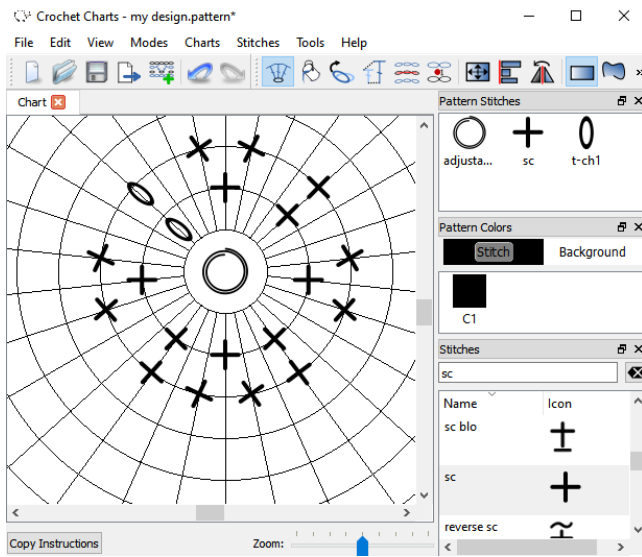 Crochet Charts - my design.pattern*
File Edit View Modes Charts Stitches Tools Help
Chart
Pattern Stitches
adjusta... sc t-ch1
Pattern Colors
Stitch Background
C1
Stitches
sc
Name Icon
sc blo
sc
reverse sc
Copy Instructions Zoom: